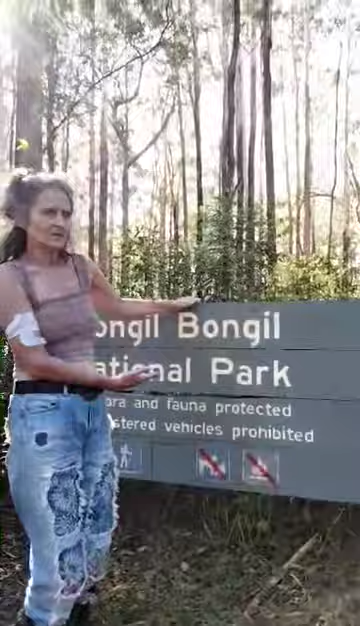 ongil Bongil
ational Park
ora and fauna protected
stered vehicles prohibited